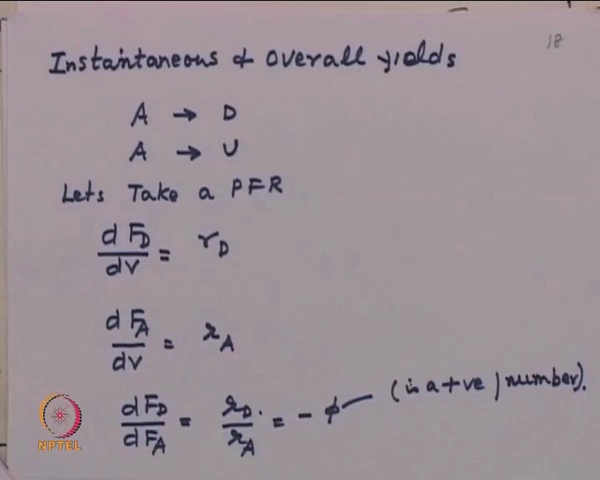 18
Instaintaneous & overall yields
A → D
A → U
Lets Take a PFR
dF_D/dV = r_D
dF_A/dV = r_A
dF_D/dF_A = r_D/r_A = - ϕ (is a +ve number).
NPTEL